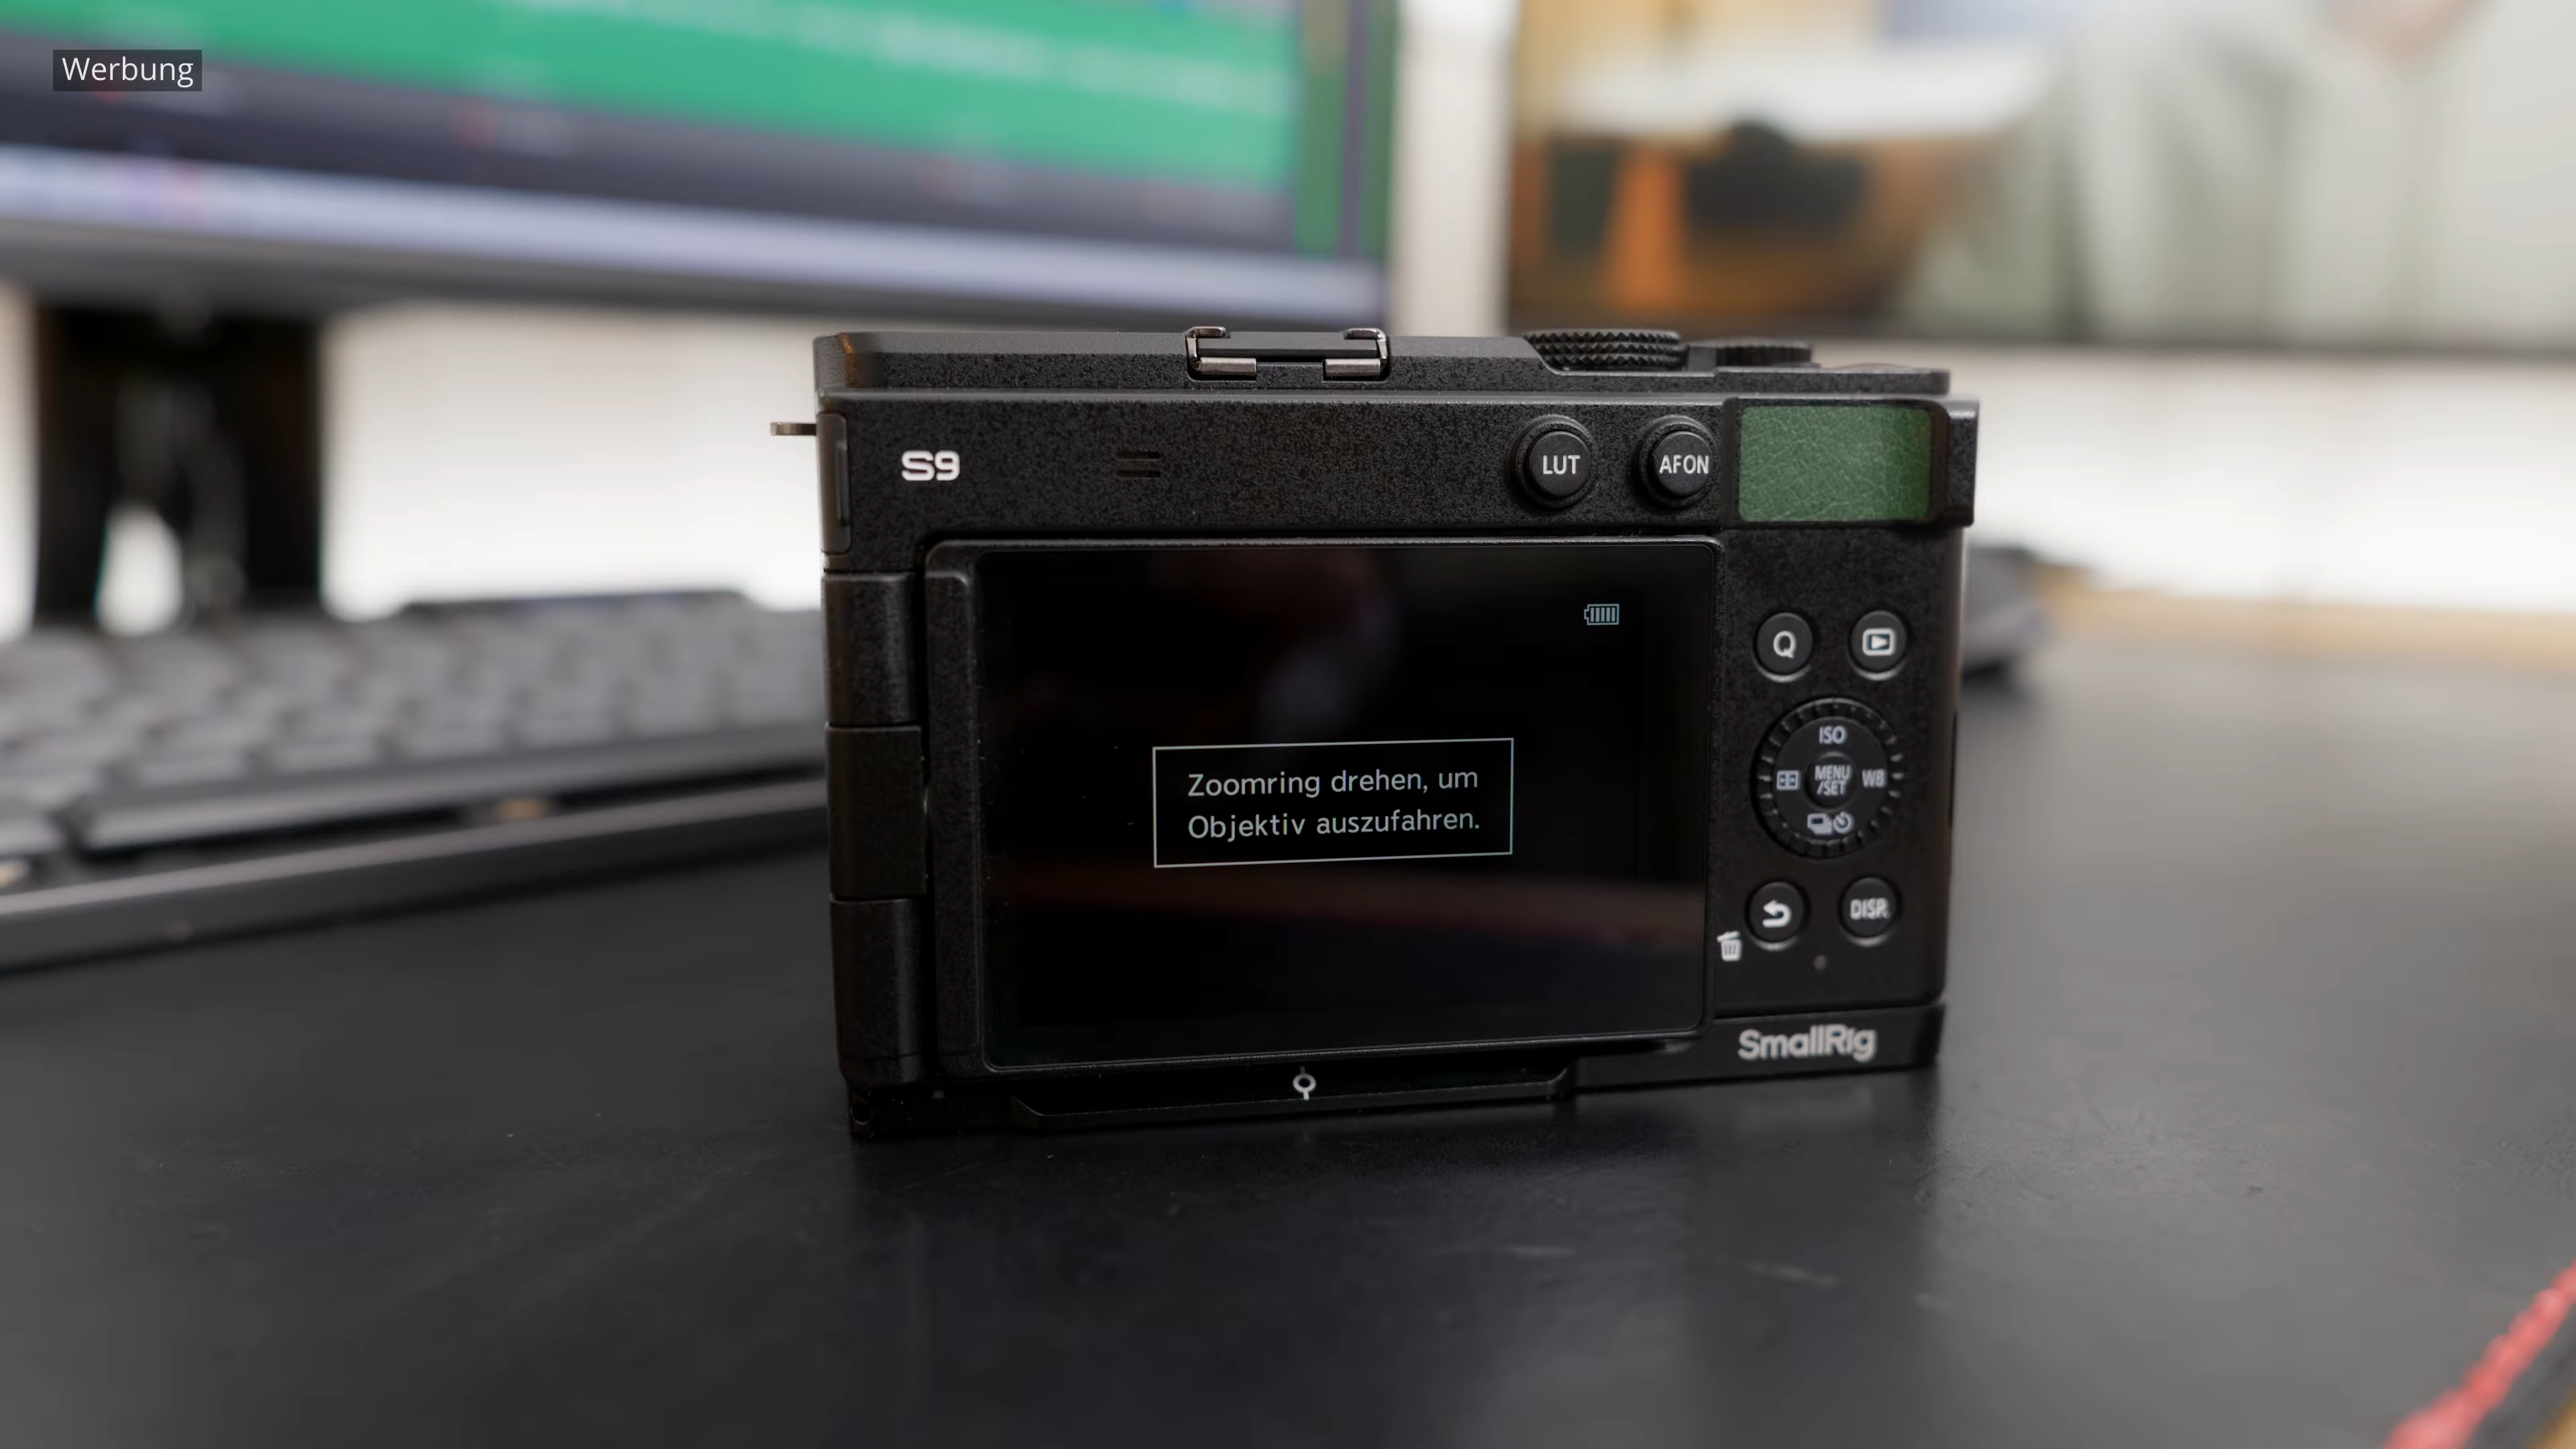 Werbung
S9
LUT
AFON
Q
Zoomring drehen, um
Objektiv auszufahren.
ISO
MENU
/SET
WB
DISP.
SmallRig